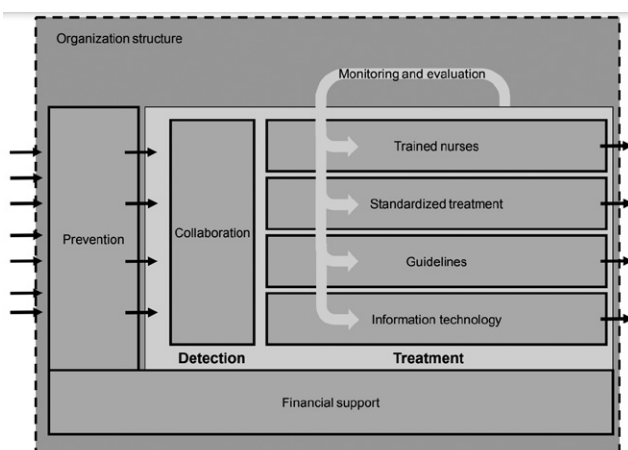 Organization structure
Monitoring and evaluation
Trained nurses
Standardized treatment
Prevention
Collaboration
Guidelines
Information technology
Detection
Treatment
Financial support